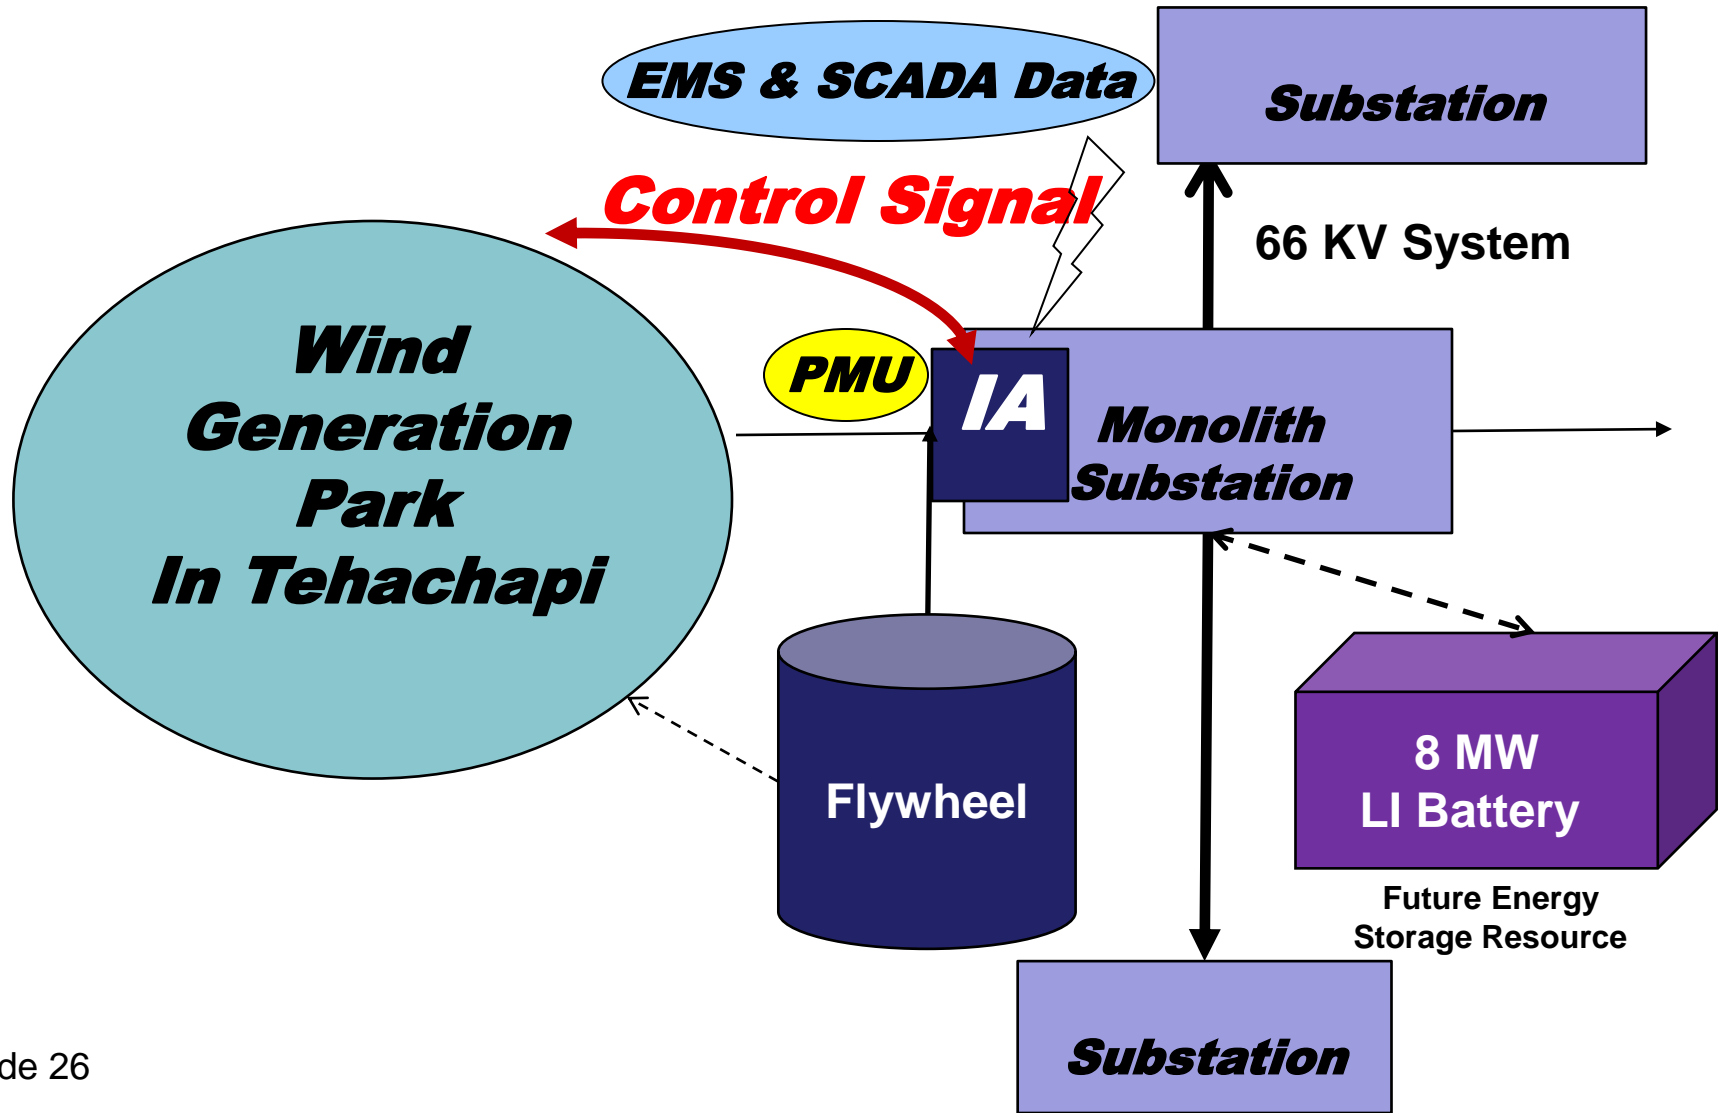 EMS & SCADA Data
Substation
Control Signal
66 KV System
Wind
Generation
Park
In Tehachapi
PMU
IA
Monolith
Substation
Flywheel
8 MW
LI Battery
Future Energy
Storage Resource
Substation
de 26